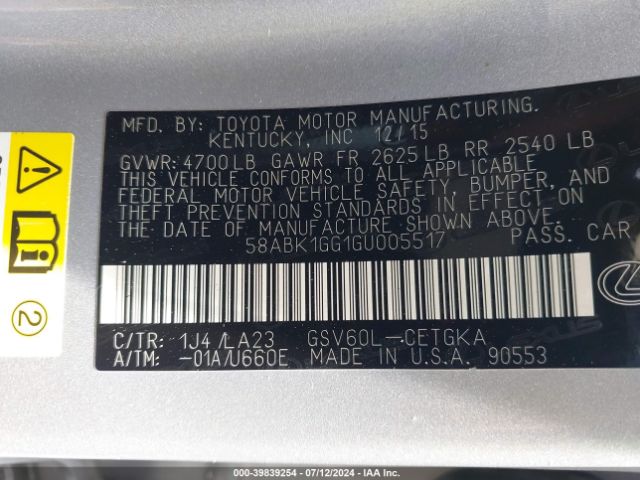 MFD. BY: TOYOTA MOTOR MANUFACTURING.
KENTUCKY, INC 12/15
GVWR: 4700LB GAWR FR 2625LB RR 2540 LB
THIS VEHICLE CONFORMS TO ALL APPLICABLE
FEDERAL MOTOR VEHICLE SAFETY, BUMPER, AND
THEFT PREVENTION STANDARDS IN EFFECT ON
THE DATE OF MANUFACTURE SHOWN ABOVE.
58ABK1GG1GU005517 PASS. CAR
C/TR: 1J4/LA23 GSV60L-CETGKA
A/TM: -01A/U660E MADE IN U.S.A. 90553
2
000-39839254 | 07/12/2024 | IAA Inc.